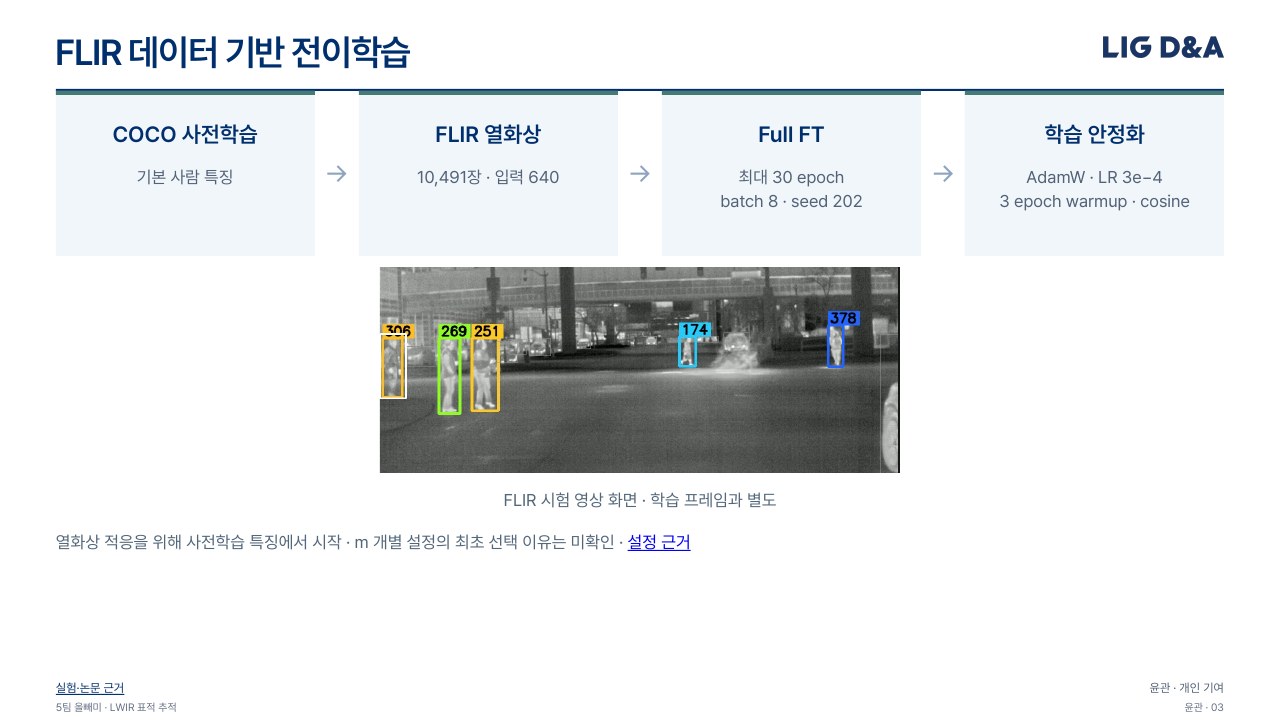 FLIR 데이터 기반 전이학습
LIG D&A
COCO 사전학습
기본 사람 특징
→
FLIR 열화상
10,491장 · 입력 640
→
Full FT
최대 30 epoch
batch 8 · seed 202
→
학습 안정화
AdamW · LR 3e−4
3 epoch warmup · cosine
306
269
251
174
378
FLIR 시험 영상 화면 · 학습 프레임과 별도
열화상 적응을 위해 사전학습 특징에서 시작 · m 개별 설정의 최초 선택 이유는 미확인 · 설정 근거
실험·논문 근거
5팀 올빼미 · LWIR 표적 추적
윤관 · 개인 기여
윤관 · 03